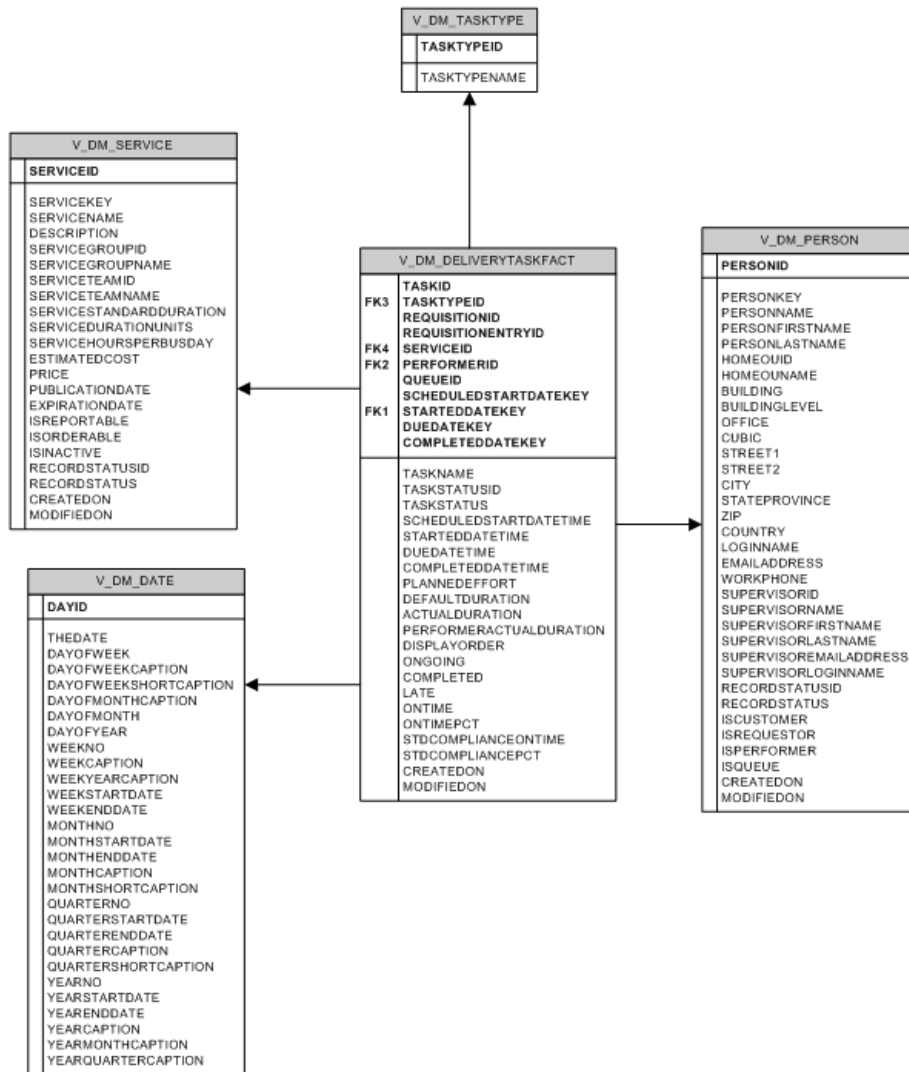 V_DM_TASKTYPE
TASKTYPEID
TASKTYPENAME
V_DM_SERVICE
SERVICEID
SERVICEKEY
SERVICENAME
DESCRIPTION
SERVICEGROUPID
SERVICEGROUPNAME
SERVICETEAMID
SERVICETEAMNAME
SERVICESTANDARDDURATION
SERVICEDURATIONUNITS
SERVICEHOURSPERBUSDAY
ESTIMATEDCOST
PRICE
PUBLICATIONDATE
EXPIRATIONDATE
ISREPORTABLE
ISORDERABLE
ISINACTIVE
RECORDSTATUSID
RECORDSTATUS
CREATEDON
MODIFIEDON
V_DM_DELIVERYTASKFACT
TASKID
FK3 TASKTYPEID
REQUISITIONID
REQUISITIONENTRYID
FK4 SERVICEID
FK2 PERFORMERID
QUEUEID
SCHEDULEDSTARTDATEKEY
FK1 STARTEDDATEKEY
DUEDATEKEY
COMPLETEDDATEKEY
TASKNAME
TASKSTATUSID
TASKSTATUS
SCHEDULEDSTARTDATETIME
STARTEDDATETIME
DUEDATETIME
COMPLETEDDATETIME
PLANNEDEFFORT
DEFAULTDURATION
ACTUALDURATION
PERFORMERACTUALDURATION
DISPLAYORDER
ONGOING
COMPLETED
LATE
ONTIME
ONTIMEPCT
STDCOMPLIANCEONTIME
STDCOMPLIANCEPCT
CREATEDON
MODIFIEDON
V_DM_PERSON
PERSONID
PERSONKEY
PERSONNAME
PERSONFIRSTNAME
PERSONLASTNAME
HOMEOUID
HOMEOUNAME
BUILDING
BUILDINGLEVEL
OFFICE
CUBIC
STREET1
STREET2
CITY
STATEPROVINCE
ZIP
COUNTRY
LOGINNAME
EMAILADDRESS
WORKPHONE
SUPERVISORID
SUPERVISORNAME
SUPERVISORFIRSTNAME
SUPERVISORLASTNAME
SUPERVISOREMAILADDRESS
SUPERVISORLOGINNAME
RECORDSTATUSID
RECORDSTATUS
ISCUSTOMER
ISREQUESTOR
ISPERFORMER
ISQUEUE
CREATEDON
MODIFIEDON
V_DM_DATE
DAYID
THEDATE
DAYOFWEEK
DAYOFWEEKCAPTION
DAYOFWEEKSHORTCAPTION
DAYOFMONTHCAPTION
DAYOFMONTH
DAYOFYEAR
WEEKNO
WEEKCAPTION
WEEKYEARCAPTION
WEEKSTARTDATE
WEEKENDDATE
MONTHNO
MONTHSTARTDATE
MONTHENDDATE
MONTHCAPTION
MONTHSHORTCAPTION
QUARTERNO
QUARTERSTARTDATE
QUARTERENDDATE
QUARTERCAPTION
QUARTERSHORTCAPTION
YEARNO
YEARSTARTDATE
YEARENDDATE
YEARCAPTION
YEARMONTHCAPTION
YEARQUARTERCAPTION